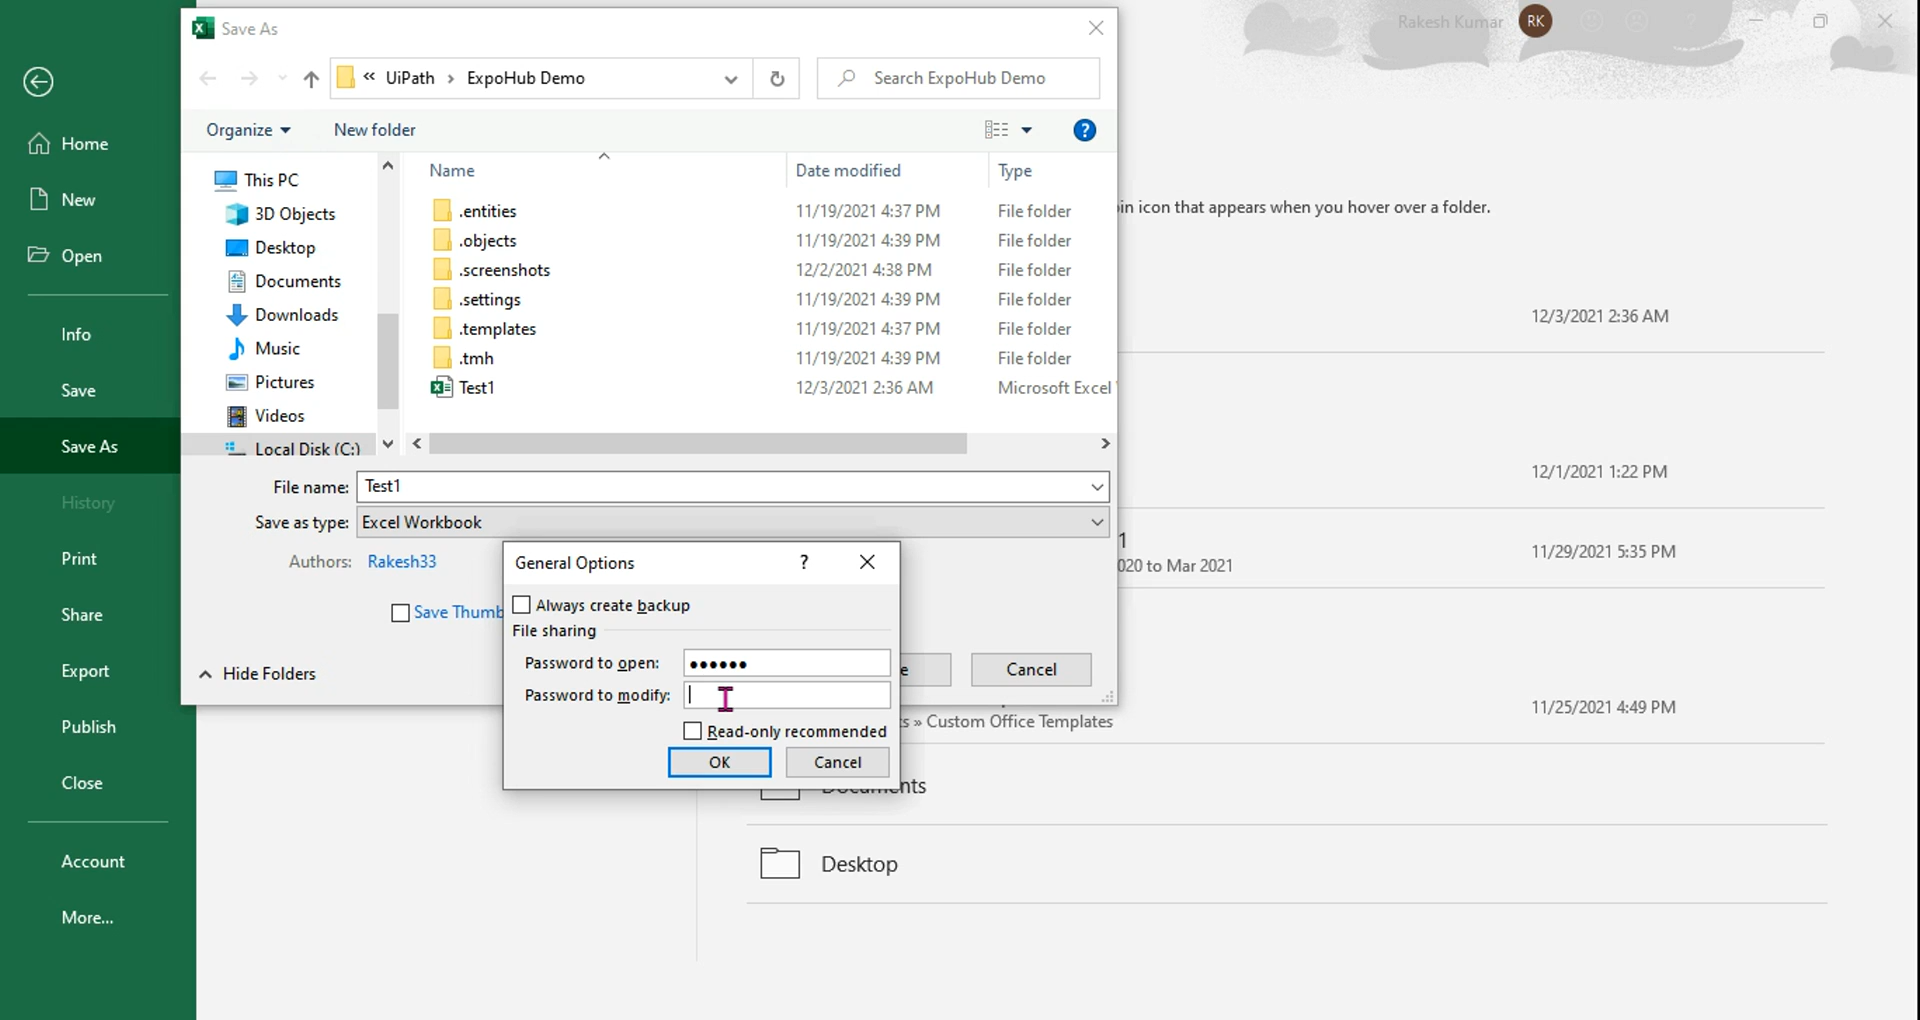 Save As
Rakesh Kumar RK
« UiPath › ExpoHub Demo
Search ExpoHub Demo
Organize
New folder
?
Home
New
Open
Info
Save
Save As
History
Print
Share
Export
Publish
Close
Account
More...
This PC
3D Objects
Desktop
Documents
Downloads
Music
Pictures
Videos
Local Disk (C:)
Name Date modified Type
.entities 11/19/2021 4:37 PM File folder
.objects 11/19/2021 4:39 PM File folder
.screenshots 12/2/2021 4:38 PM File folder
.settings 11/19/2021 4:39 PM File folder
.templates 11/19/2021 4:37 PM File folder
.tmh 11/19/2021 4:39 PM File folder
Test1 12/3/2021 2:36 AM Microsoft Excel
File name: Test1
Save as type: Excel Workbook
Authors: Rakesh33
Save Thumb
Hide Folders
Cancel
General Options ?
Always create backup
File sharing
Password to open: ••••••
Password to modify:
Read-only recommended
OK Cancel
in icon that appears when you hover over a folder.
12/3/2021 2:36 AM
12/1/2021 1:22 PM
1
020 to Mar 2021
11/29/2021 5:35 PM
» Custom Office Templates
11/25/2021 4:49 PM
Documents
Desktop